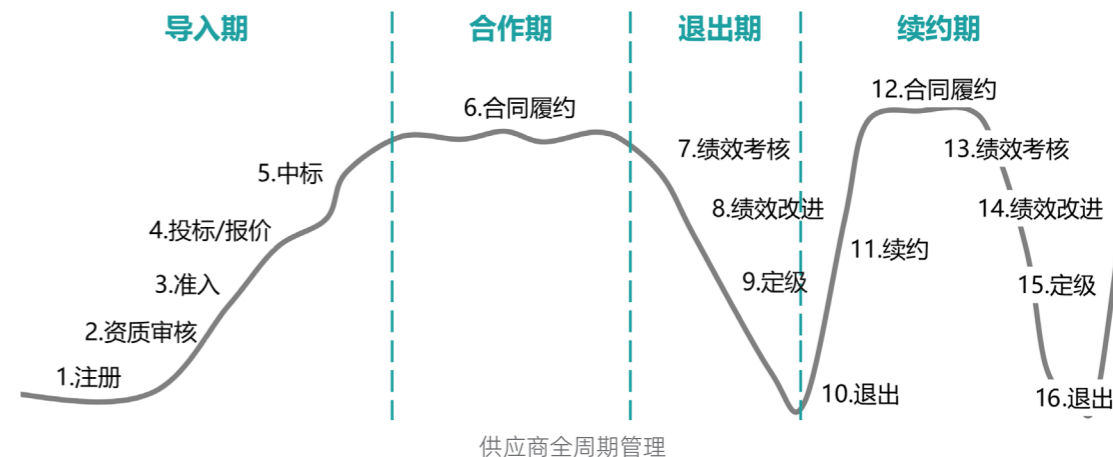 导入期
合作期
退出期
续约期
1.注册
2.资质审核
3.准入
4.投标/报价
5.中标
6.合同履约
7.绩效考核
8.绩效改进
9.定级
10.退出
11.续约
12.合同履约
13.绩效考核
14.绩效改进
15.定级
16.退出
供应商全周期管理